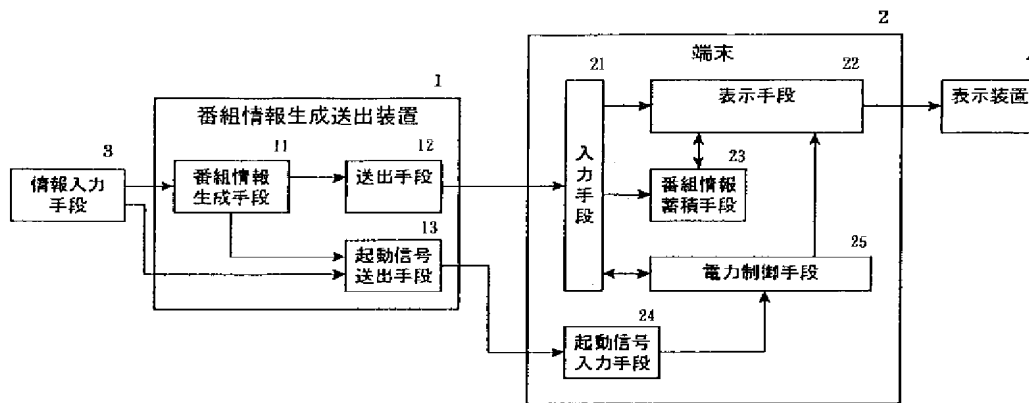 1
番組情報生成送出装置
3
情報入力
手段
11
番組情報
生成手段
12
送出手段
13
起動信号
送出手段
2
端末
21
入力手段
22
表示手段
23
番組情報
蓄積手段
25
電力制御手段
24
起動信号
入力手段
表示装置